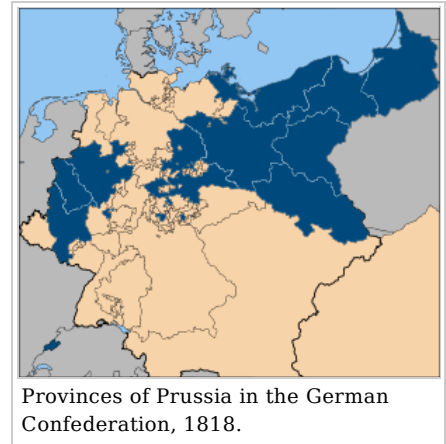 Provinces of Prussia in the German
Confederation, 1818.